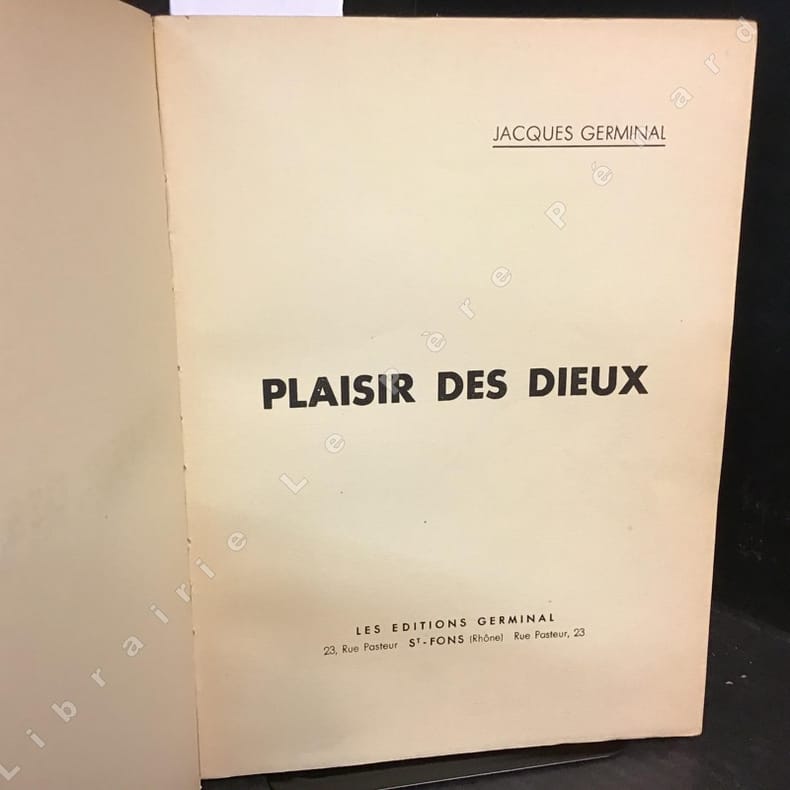 JACQUES GERMINAL
PLAISIR DES DIEUX
LES EDITIONS GERMINAL
23, Rue Pasteur ST-FONS (Rhône) Rue Pasteur, 23
Librairie Le Père Pénard